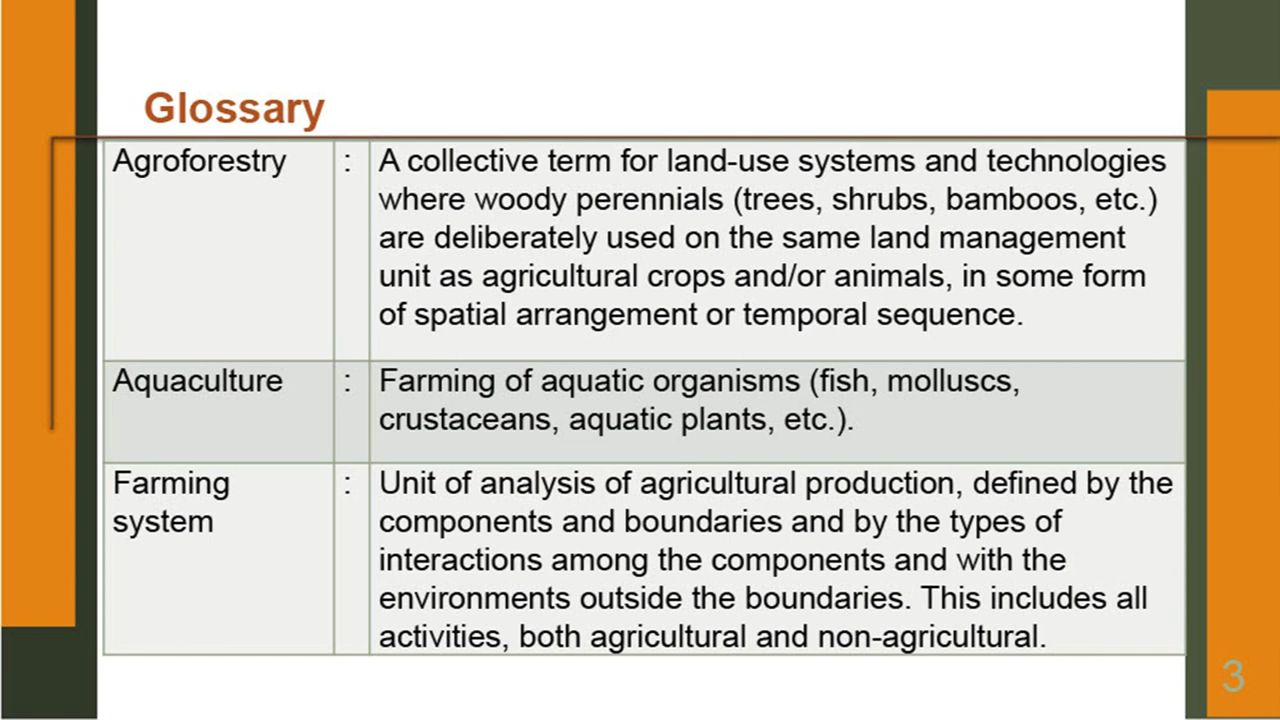 Glossary
Agroforestry : A collective term for land-use systems and technologies
where woody perennials (trees, shrubs, bamboos, etc.)
are deliberately used on the same land management
unit as agricultural crops and/or animals, in some form
of spatial arrangement or temporal sequence.
Aquaculture : Farming of aquatic organisms (fish, molluscs,
crustaceans, aquatic plants, etc.).
Farming : Unit of analysis of agricultural production, defined by the
system components and boundaries and by the types of
interactions among the components and with the
environments outside the boundaries. This includes all
activities, both agricultural and non-agricultural.
3